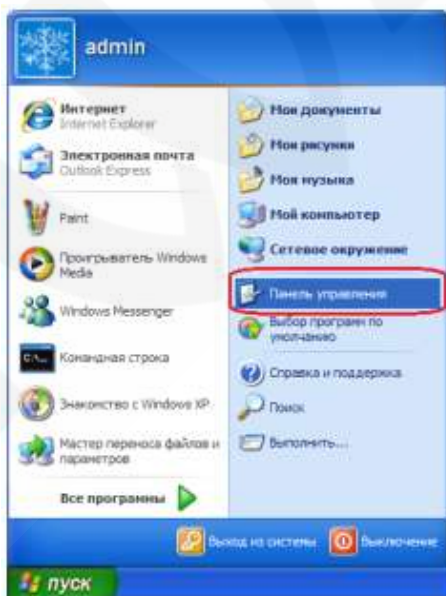 admin
Интернет
Internet Explorer
Электронная почта
Outlook Express
Paint
Проигрыватель Windows
Media
Windows Messenger
Командная строка
Знакомство с Windows XP
Мастер переноса файлов и
параметров
Все программы
Мои документы
Мои рисунки
Моя музыка
Мой компьютер
Сетевое окружение
Панель управления
Выбор программ по
умолчанию
Справка и поддержка
Поиск
Выполнить...
Выход из системы
Выключение
пуск